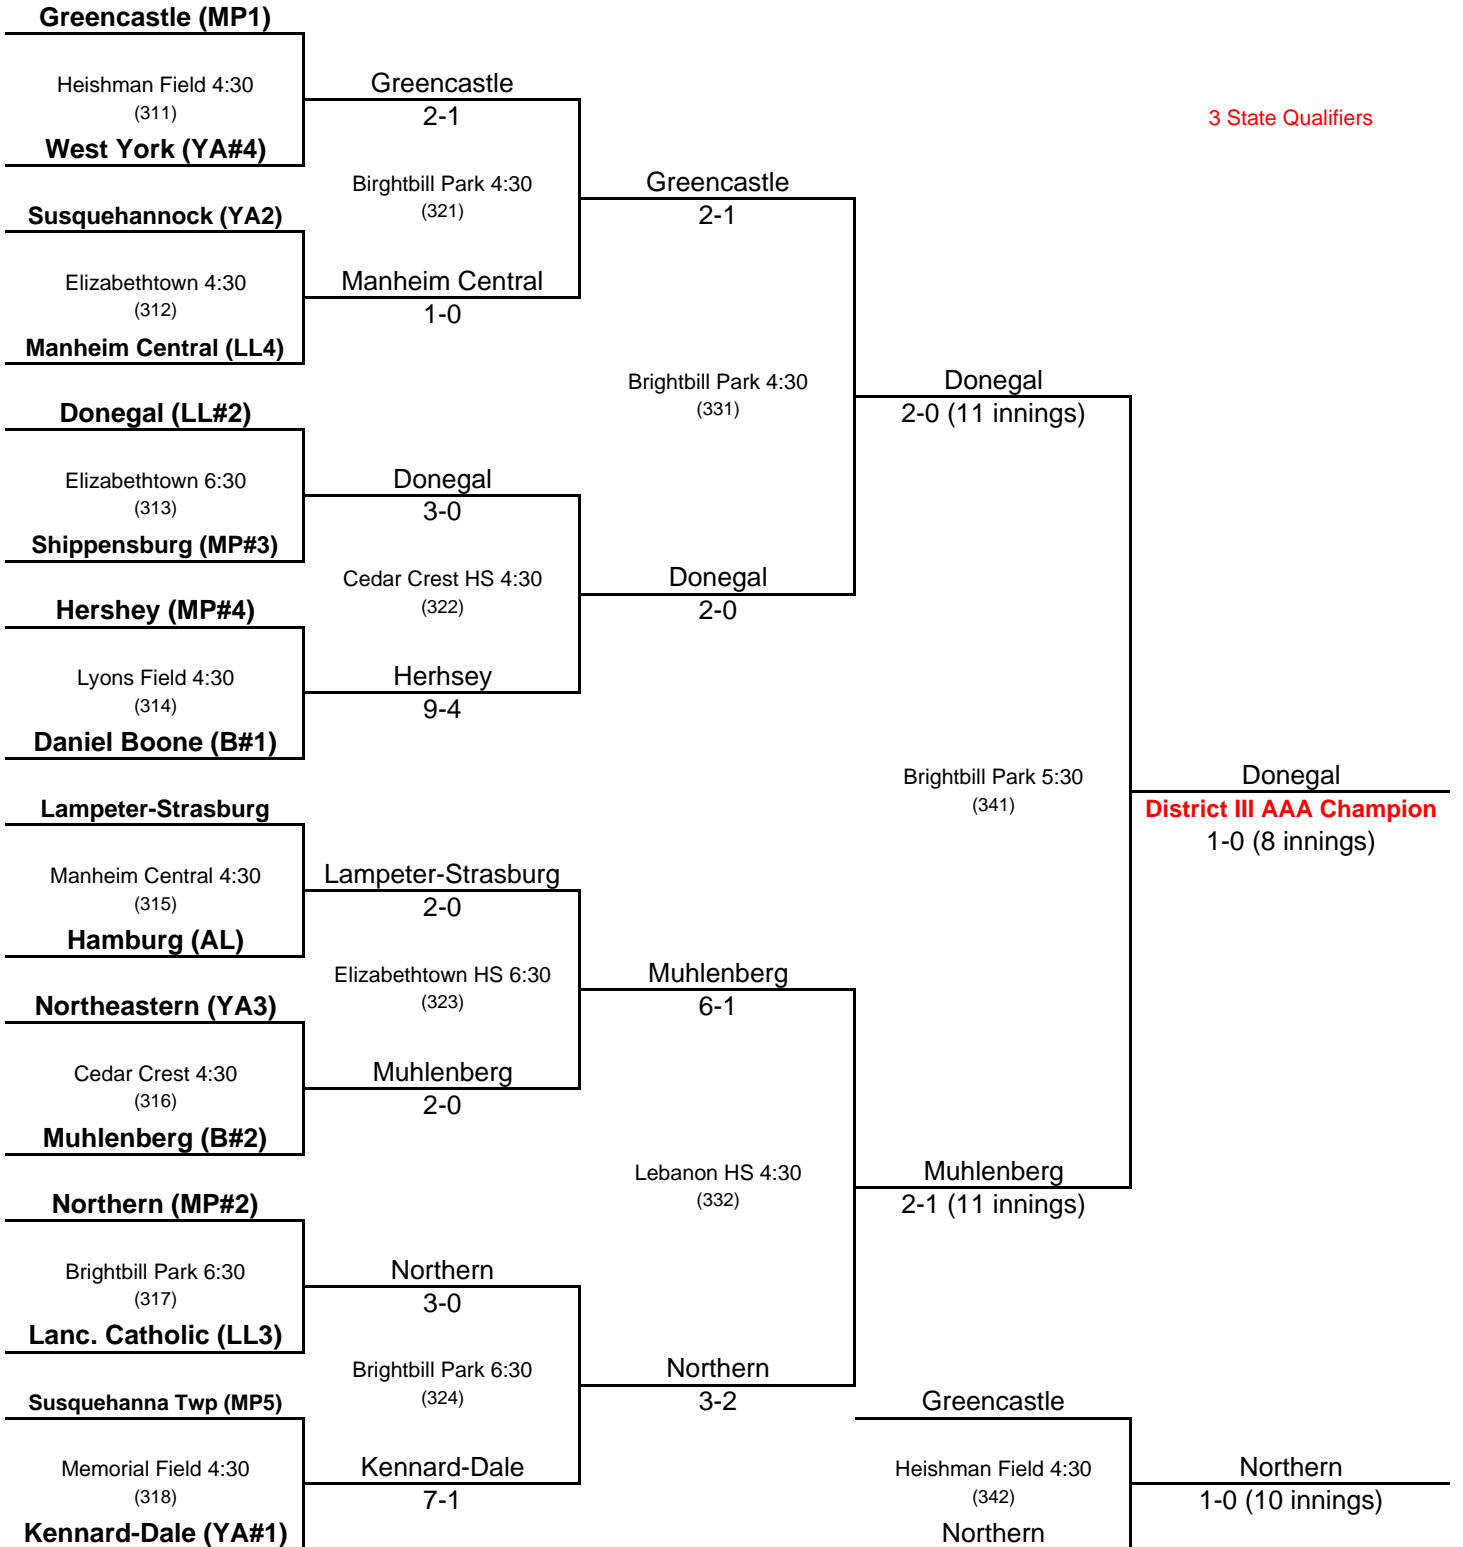 Greencastle (MP1)
Heishman Field 4:30
(311)
West York (YA#4)
Susquehannock (YA2)
Elizabethtown 4:30
(312)
Manheim Central (LL4)
Donegal (LL#2)
Elizabethtown 6:30
(313)
Shippensburg (MP#3)
Hershey (MP#4)
Lyons Field 4:30
(314)
Daniel Boone (B#1)
Lampeter-Strasburg
Manheim Central 4:30
(315)
Hamburg (AL)
Northeastern (YA3)
Cedar Crest 4:30
(316)
Muhlenberg (B#2)
Northern (MP#2)
Brightbill Park 6:30
(317)
Lanc. Catholic (LL3)
Susquehanna Twp (MP5)
Memorial Field 4:30
(318)
Kennard-Dale (YA#1)
Greencastle
2-1
Birghtbill Park 4:30
(321)
Manheim Central
1-0
Donegal
3-0
Cedar Crest HS 4:30
(322)
Herhsey
9-4
Lampeter-Strasburg
2-0
Elizabethtown HS 6:30
(323)
Muhlenberg
2-0
Northern
3-0
Brightbill Park 6:30
(324)
Kennard-Dale
7-1
Greencastle
2-1
Brightbill Park 4:30
(331)
Donegal
2-0
Muhlenberg
6-1
Lebanon HS 4:30
(332)
Northern
3-2
Donegal
2-0 (11 innings)
Brightbill Park 5:30
(341)
Muhlenberg
2-1 (11 innings)
Greencastle
Heishman Field 4:30
(342)
Northern
3 State Qualifiers
Donegal
District III AAA Champion
1-0 (8 innings)
Northern
1-0 (10 innings)